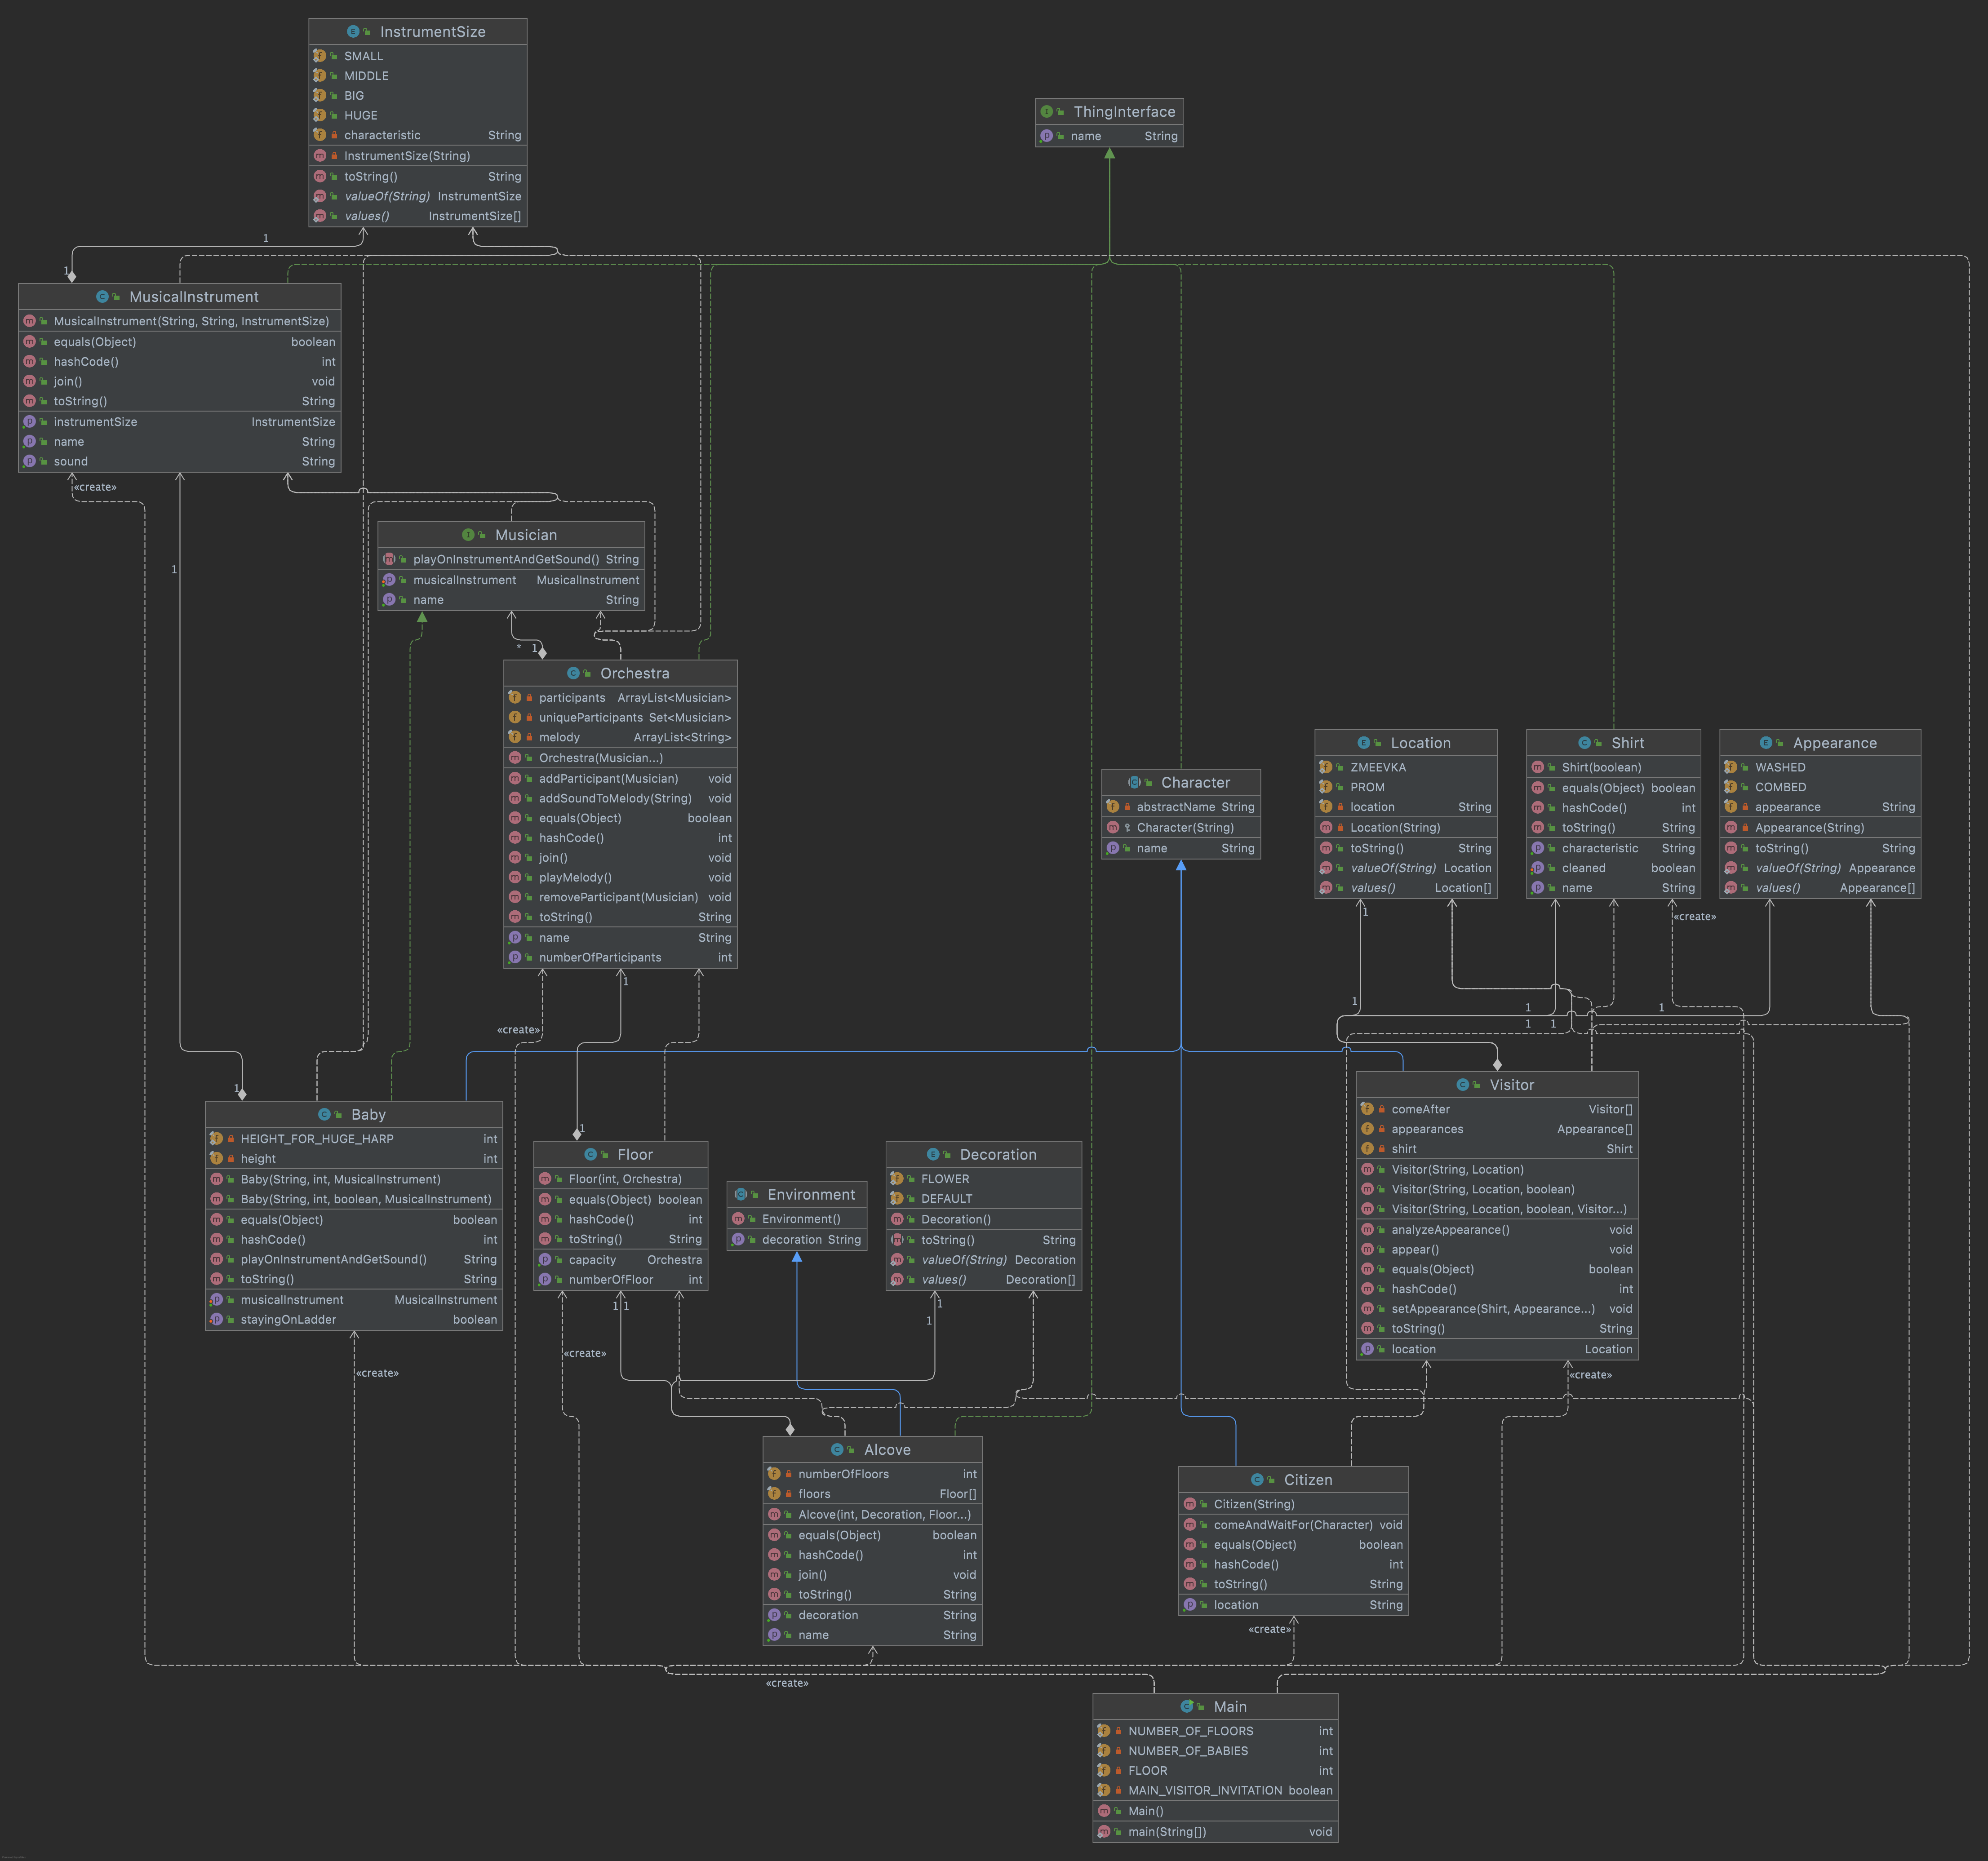 InstrumentSize
SMALL
MIDDLE
BIG
HUGE
characteristic String
InstrumentSize(String)
toString() String
valueOf(String) InstrumentSize
values() InstrumentSize[]
ThingInterface
name String
1
1
MusicalInstrument
MusicalInstrument(String, String, InstrumentSize)
equals(Object) boolean
hashCode() int
join() void
toString() String
instrumentSize InstrumentSize
name String
sound String
«create»
1
Musician
playOnInstrumentAndGetSound() String
musicalInstrument MusicalInstrument
name String
* 1
Orchestra
participants ArrayList<Musician>
uniqueParticipants Set<Musician>
melody ArrayList<String>
Orchestra(Musician...)
addParticipant(Musician) void
addSoundToMelody(String) void
equals(Object) boolean
hashCode() int
join() void
playMelody() void
removeParticipant(Musician) void
toString() String
name String
numberOfParticipants int
Character
abstractName String
Character(String)
name String
Location
ZMEEVKA
PROM
location String
Location(String)
toString() String
valueOf(String) Location
values() Location[]
Shirt
Shirt(boolean)
equals(Object) boolean
hashCode() int
toString() String
characteristic String
cleaned boolean
name String
Appearance
WASHED
COMBED
appearance String
Appearance(String)
toString() String
valueOf(String) Appearance
values() Appearance[]
1
«create»
1
1
1
1
1 1
«create»
1
Baby
HEIGHT_FOR_HUGE_HARP int
height int
Baby(String, int, MusicalInstrument)
Baby(String, int, boolean, MusicalInstrument)
equals(Object) boolean
hashCode() int
playOnInstrumentAndGetSound() String
toString() String
musicalInstrument MusicalInstrument
stayingOnLadder boolean
1
Floor
Floor(int, Orchestra)
equals(Object) boolean
hashCode() int
toString() String
capacity Orchestra
numberOfFloor int
Environment
Environment()
decoration String
Decoration
FLOWER
DEFAULT
Decoration()
toString() String
valueOf(String) Decoration
values() Decoration[]
Visitor
comeAfter Visitor[]
appearances Appearance[]
shirt Shirt
Visitor(String, Location)
Visitor(String, Location, boolean)
Visitor(String, Location, boolean, Visitor...)
analyzeAppearance() void
appear() void
equals(Object) boolean
hashCode() int
setAppearance(Shirt, Appearance...) void
toString() String
location Location
1 1
1
1
«create»
«create»
«create»
Alcove
numberOfFloors int
floors Floor[]
Alcove(int, Decoration, Floor...)
equals(Object) boolean
hashCode() int
join() void
toString() String
decoration String
name String
Citizen
Citizen(String)
comeAndWaitFor(Character) void
equals(Object) boolean
hashCode() int
toString() String
location String
«create»
«create»
Main
NUMBER_OF_FLOORS int
NUMBER_OF_BABIES int
FLOOR int
MAIN_VISITOR_INVITATION boolean
Main()
main(String[]) void